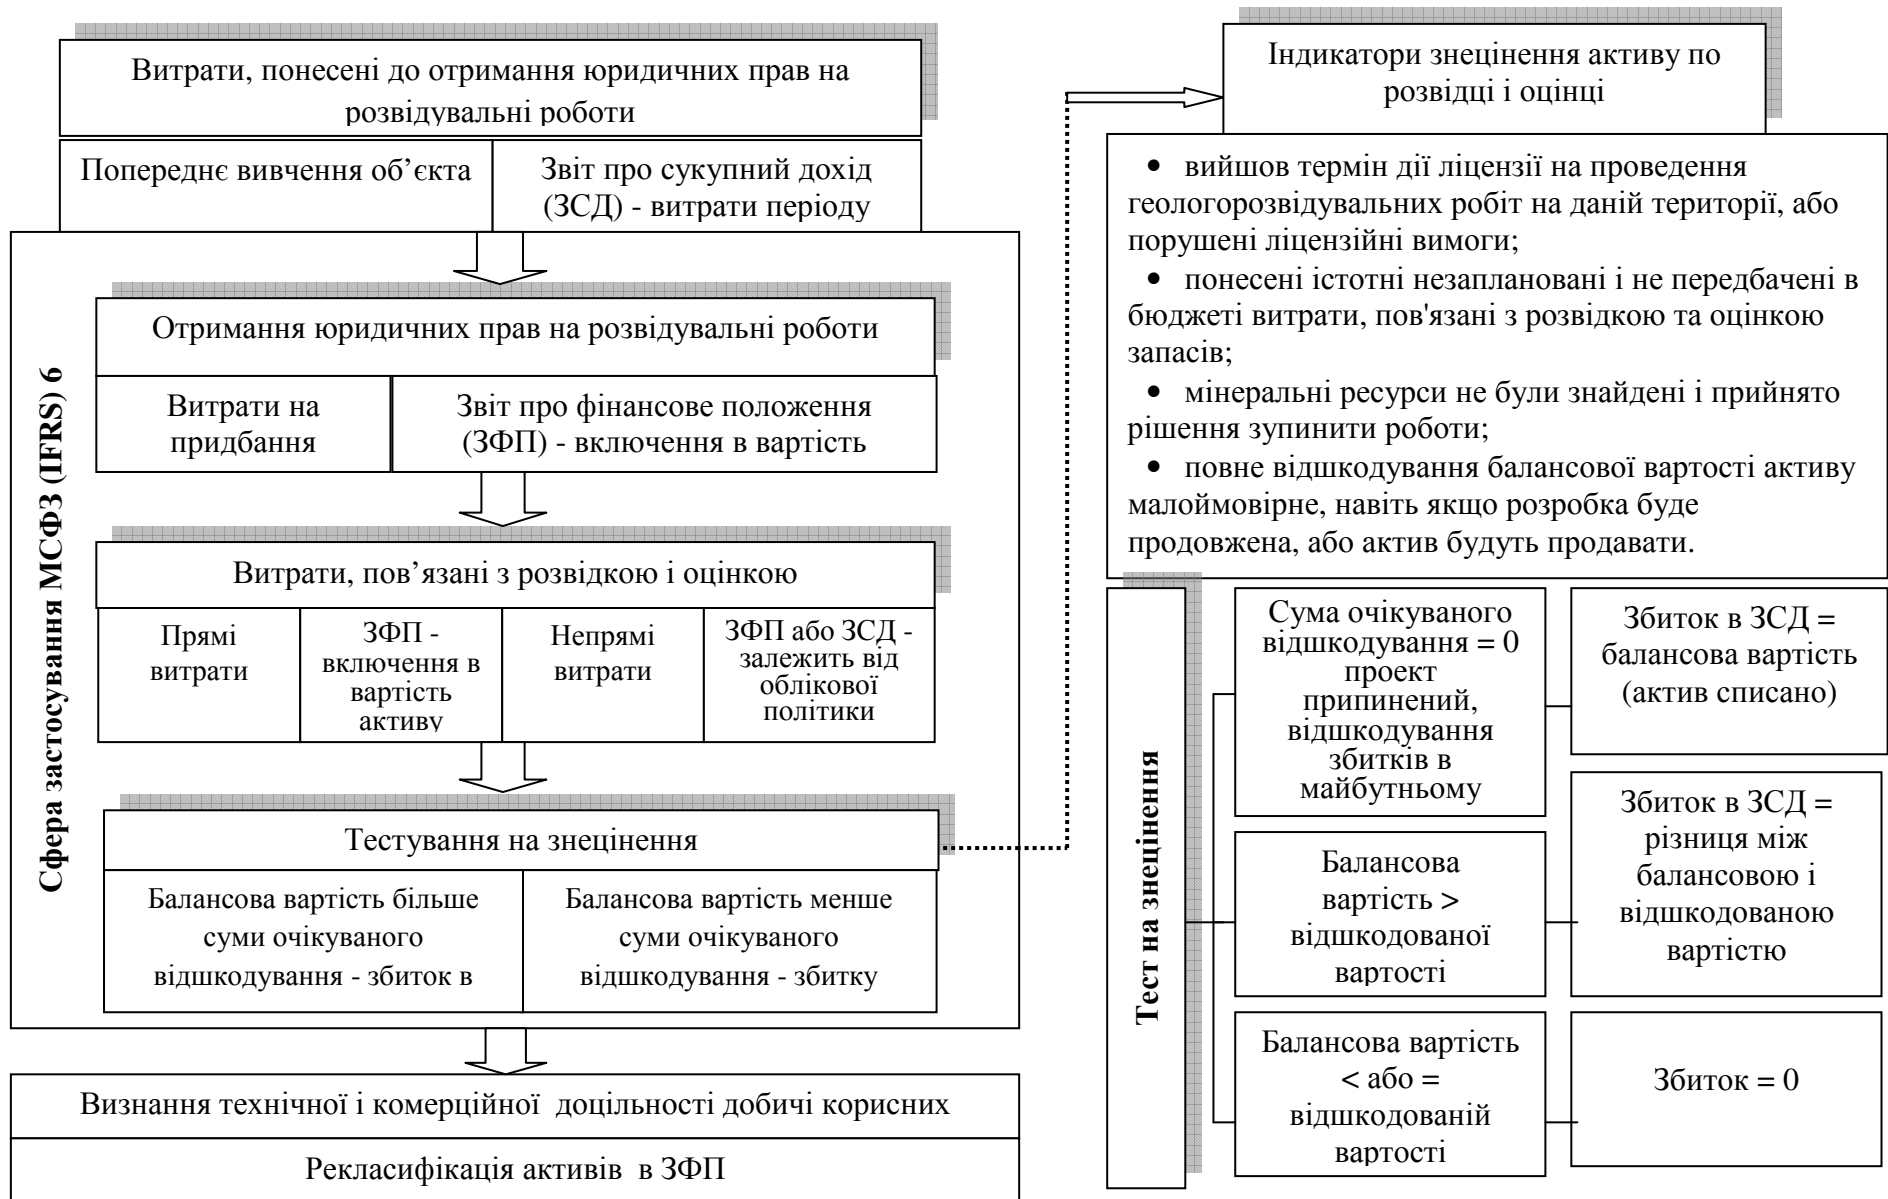 Витрати, понесені до отримання юридичних прав на
розвідувальні роботи
Попереднє вивчення об’єкта
Звіт про сукупний дохід
(ЗСД) - витрати періоду
Сфера застосування МСФЗ (IFRS) 6
Отримання юридичних прав на розвідувальні роботи
Витрати на
придбання
Звіт про фінансове положення
(ЗФП) - включення в вартість
Витрати, пов’язані з розвідкою і оцінкою
Прямі
витрати
ЗФП -
включення в
вартість
активу
Непрямі
витрати
ЗФП або ЗСД -
залежить від
облікової
політики
Тестування на знецінення
Балансова вартість більше
суми очікуваного
відшкодування - збиток в
Балансова вартість менше
суми очікуваного
відшкодування - збитку
Визнання технічної і комерційної доцільності добичі корисних
Рекласифікація активів в ЗФП
Індикатори знецінення активу по
розвідці і оцінці
• вийшов термін дії ліцензії на проведення
геологорозвідувальних робіт на даній території, або
порушені ліцензійні вимоги;
• понесені істотні незаплановані і не передбачені в
бюджеті витрати, пов'язані з розвідкою та оцінкою
запасів;
• мінеральні ресурси не були знайдені і прийнято
рішення зупинити роботи;
• повне відшкодування балансової вартості активу
малоймовірне, навіть якщо розробка буде
продовжена, або актив будуть продавати.
Тест на знецінення
Сума очікуваного
відшкодування = 0
проект
припинений,
відшкодування
збитків в
майбутньому
Збиток в ЗСД =
балансова вартість
(актив списано)
Балансова
вартість >
відшкодованої
вартості
Збиток в ЗСД =
різниця між
балансовою і
відшкодованою
вартістю
Балансова вартість
< або =
відшкодованій
вартості
Збиток = 0